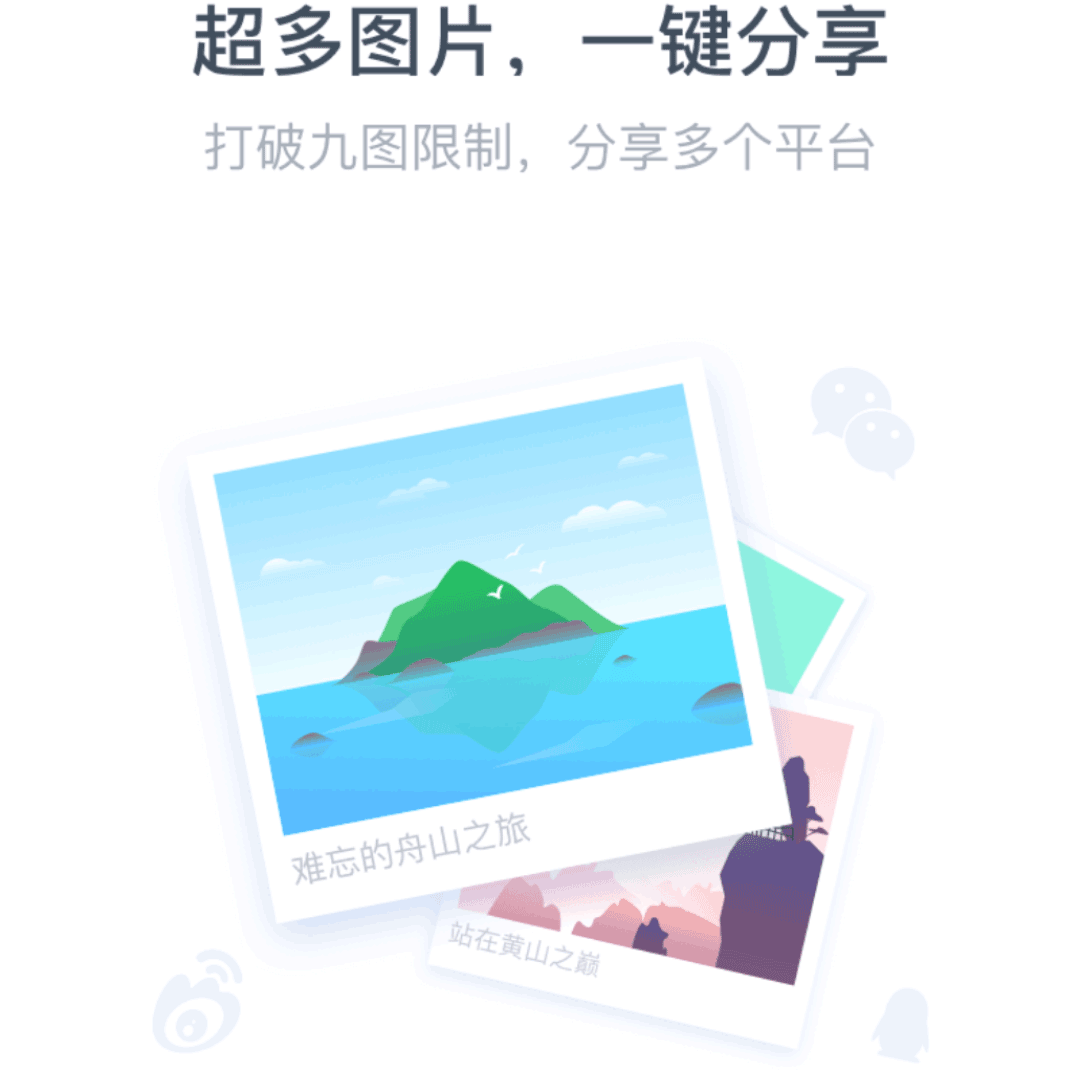 超多图片，一键分享
打破九图限制，分享多个平台
难忘的舟山之旅
站在黄山之巅